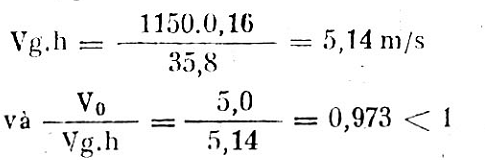 Vg.h = 1150.0,16 / 35,8 = 5,14 m/s
và V₀ / Vg.h = 5,0 / 5,14 = 0,973 < 1